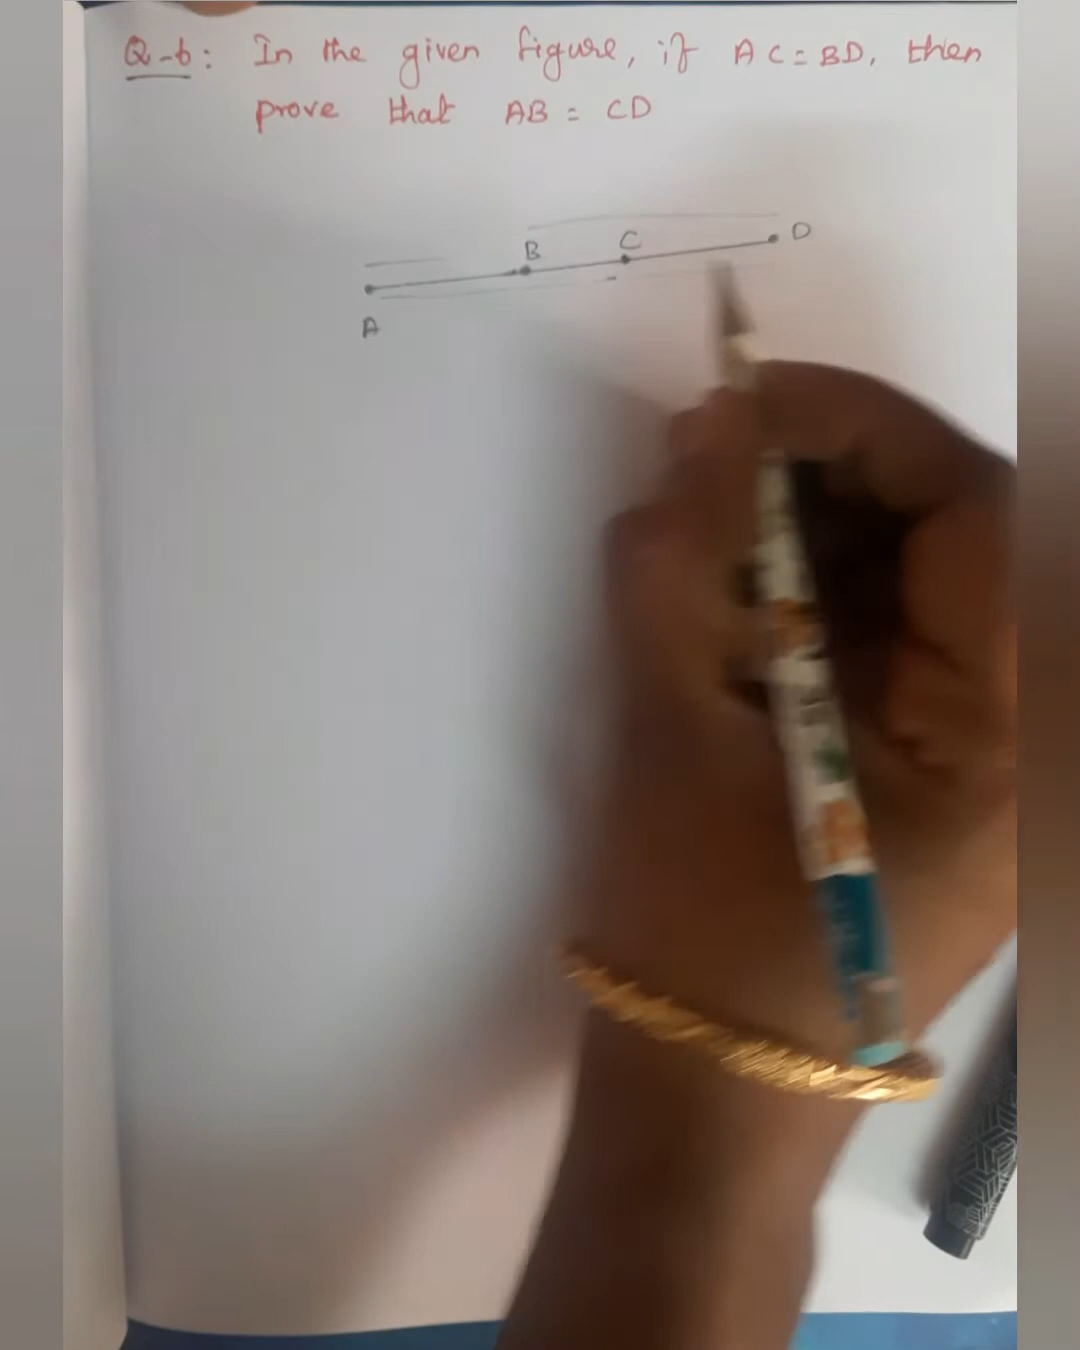 Q-6: In the given figure, if AC = BD, then
prove that AB = CD
B
C
D
A